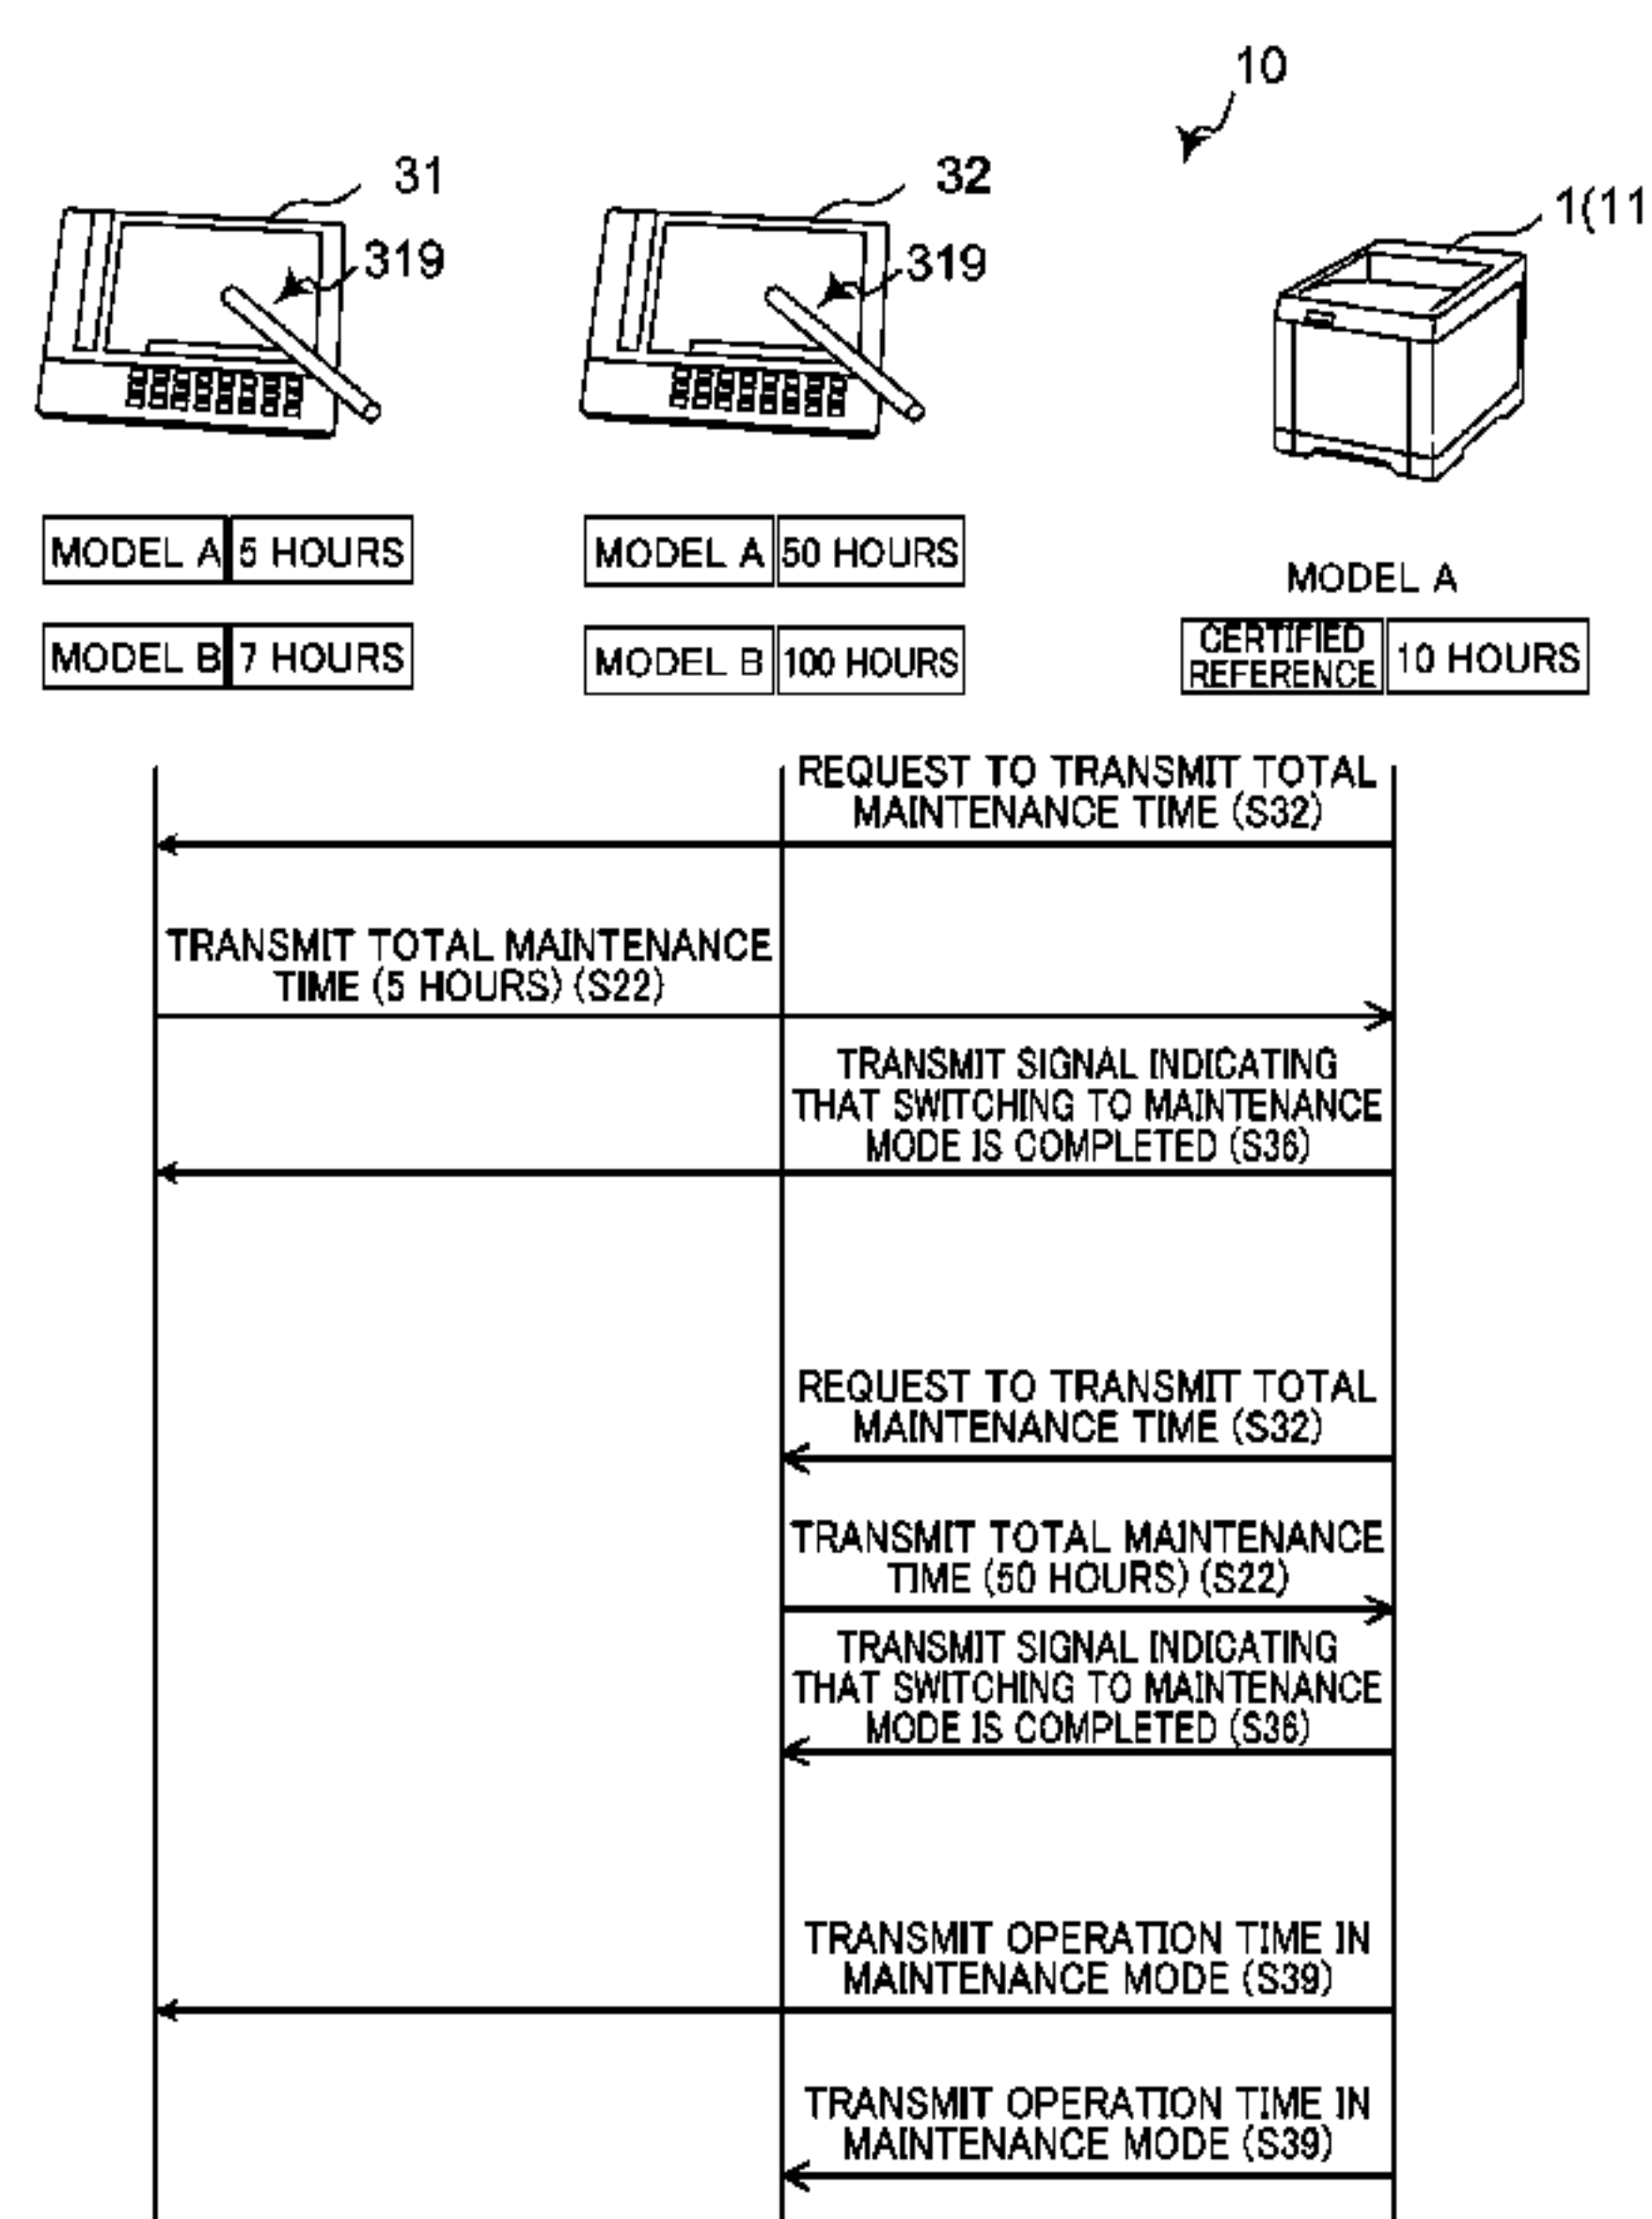 10
31
32
1(11
319
319
MODEL A 5 HOURS
MODEL A 50 HOURS
MODEL A
MODEL B 7 HOURS
MODEL B 100 HOURS
CERTIFIED
REFERENCE
10 HOURS
REQUEST TO TRANSMIT TOTAL
MAINTENANCE TIME (S32)
TRANSMIT TOTAL MAINTENANCE
TIME (5 HOURS) (S22)
TRANSMIT SIGNAL INDICATING
THAT SWITCHING TO MAINTENANCE
MODE IS COMPLETED (S36)
REQUEST TO TRANSMIT TOTAL
MAINTENANCE TIME (S32)
TRANSMIT TOTAL MAINTENANCE
TIME (50 HOURS) (S22)
TRANSMIT SIGNAL INDICATING
THAT SWITCHING TO MAINTENANCE
MODE IS COMPLETED (S36)
TRANSMIT OPERATION TIME IN
MAINTENANCE MODE (S39)
TRANSMIT OPERATION TIME IN
MAINTENANCE MODE (S39)